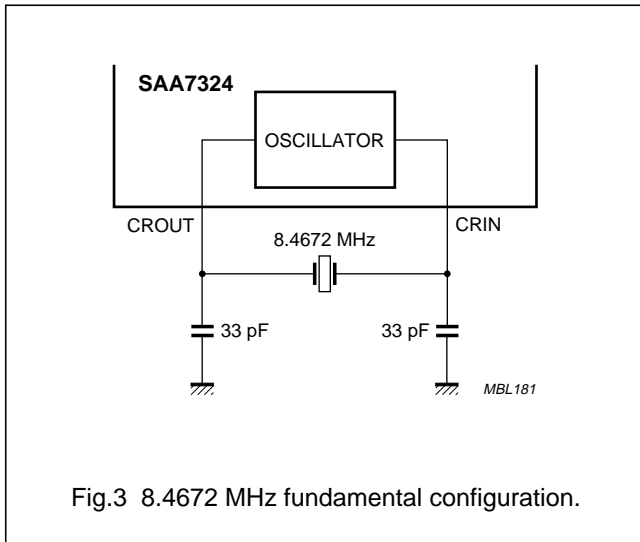 SAA7324
OSCILLATOR
CROUT
CRIN
8.4672 MHz
33 pF
33 pF
MBL181
Fig.3 8.4672 MHz fundamental configuration.